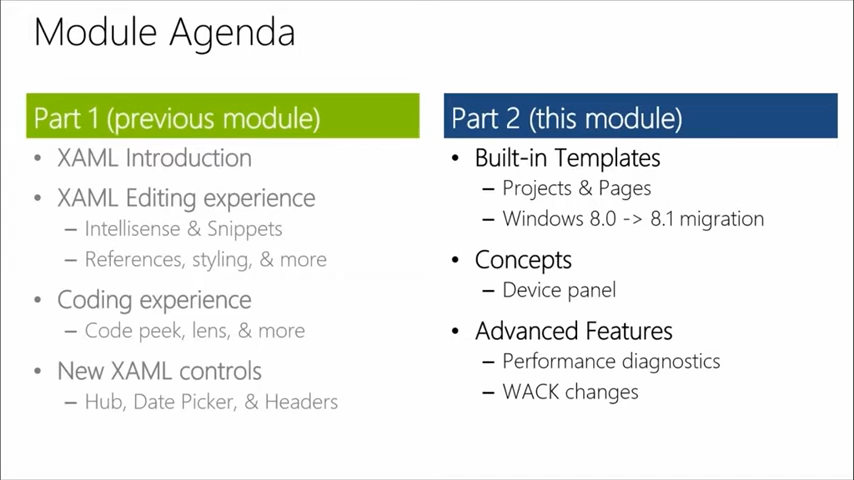 Module Agenda
Part 1 (previous module)
• XAML Introduction
• XAML Editing experience
– Intellisense & Snippets
– References, styling, & more
• Coding experience
– Code peek, lens, & more
• New XAML controls
– Hub, Date Picker, & Headers
Part 2 (this module)
• Built-in Templates
– Projects & Pages
– Windows 8.0 -> 8.1 migration
• Concepts
– Device panel
• Advanced Features
– Performance diagnostics
– WACK changes